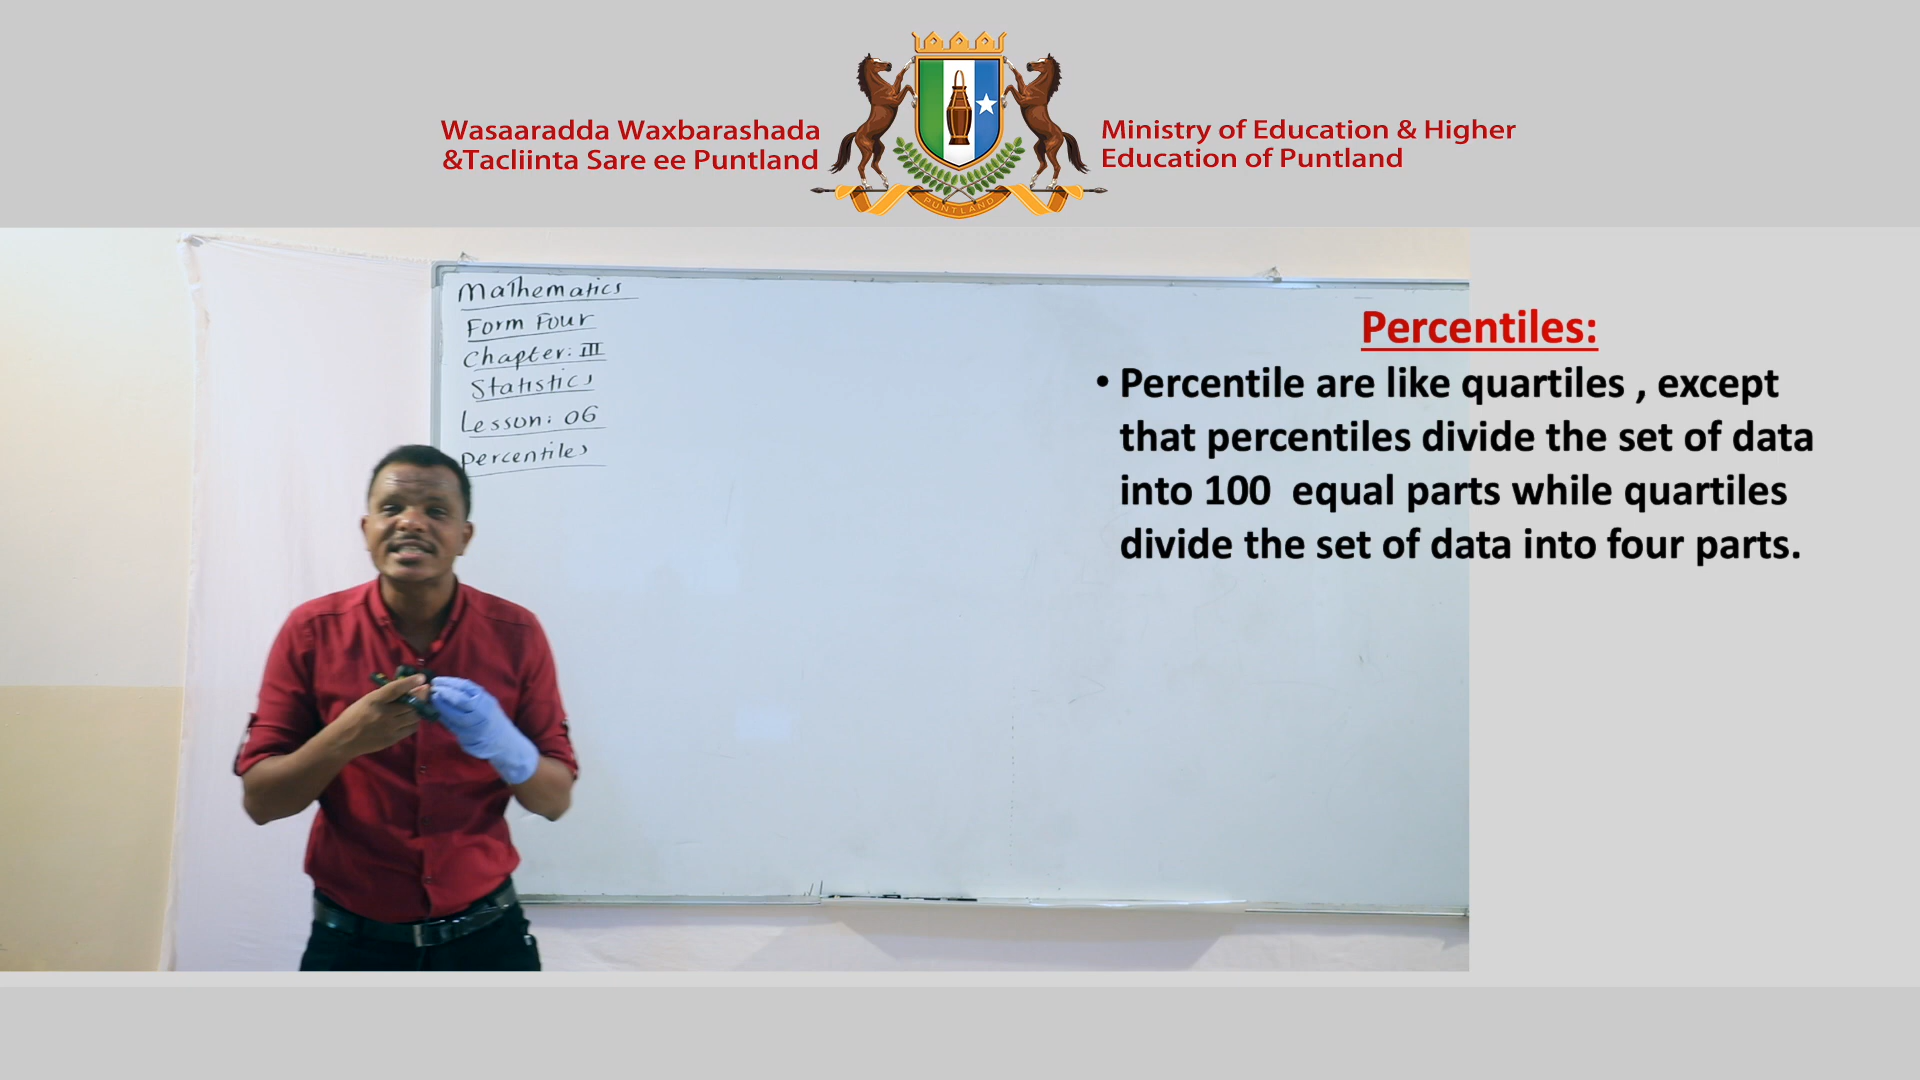 Wasaaradda Waxbarashada
&Tacliinta Sare ee Puntland
PUNTLAND
Ministry of Education & Higher
Education of Puntland
Mathematics
Form Four
Chapter: III
Statistics
Lesson: 06
Percentiles
Percentiles:
• Percentile are like quartiles , except
that percentiles divide the set of data
into 100 equal parts while quartiles
divide the set of data into four parts.